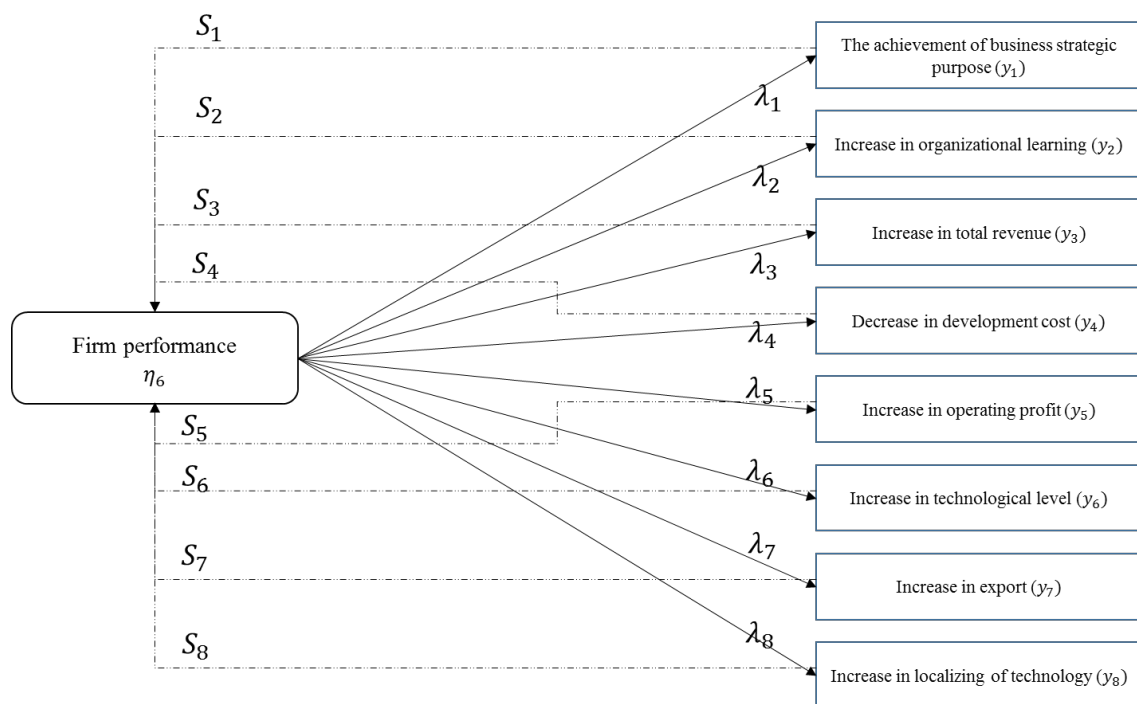 S₁
The achievement of business strategic
purpose (y₁)
λ₁
S₂
Increase in organizational learning (y₂)
λ₂
S₃
Increase in total revenue (y₃)
λ₃
S₄
Decrease in development cost (y₄)
λ₄
Firm performance
η₆
λ₅
Increase in operating profit (y₅)
S₅
S₆
λ₆
Increase in technological level (y₆)
S₇
λ₇
Increase in export (y₇)
S₈
λ₈
Increase in localizing of technology (y₈)